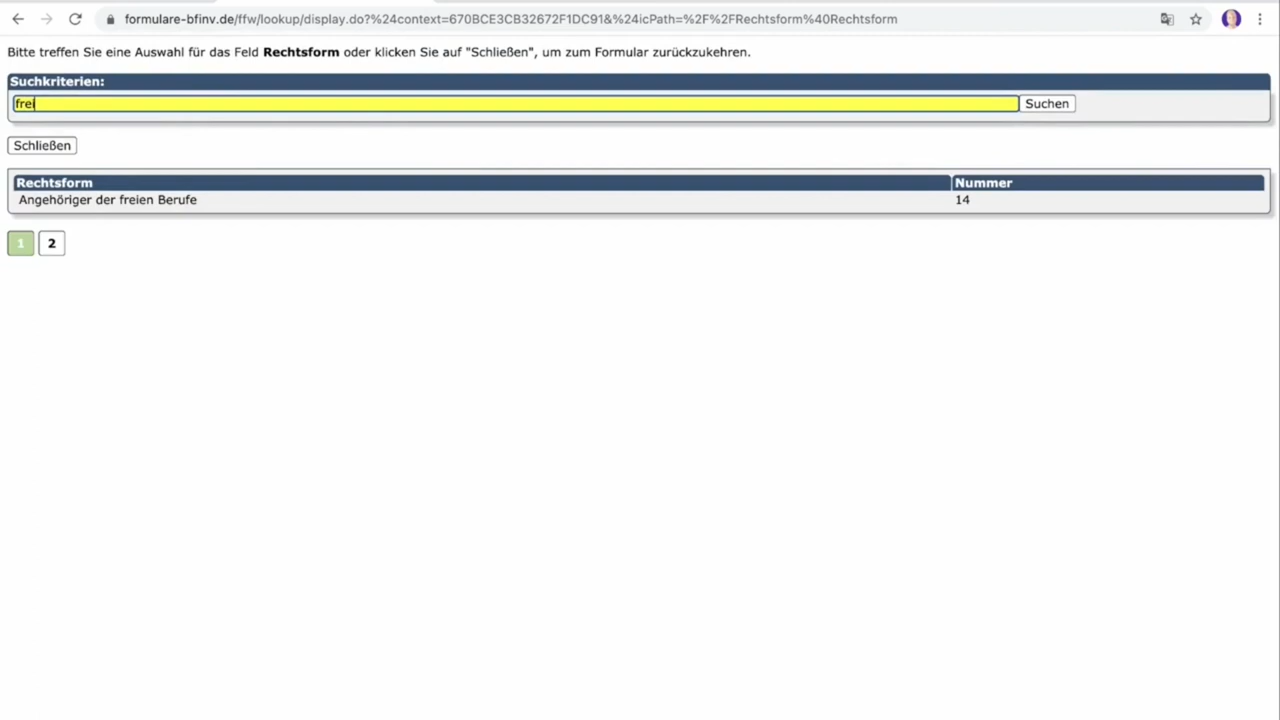 formulare-bfinv.de/ffw/lookup/display.do?%24context=670BCE3CB32672F1DC91&%24icPath=%2F%2FRechtsform%40Rechtsform
Bitte treffen Sie eine Auswahl für das Feld Rechtsform oder klicken Sie auf "Schließen", um zum Formular zurückzukehren.
Suchkriterien:
frei Suchen
Schließen
Rechtsform Nummer
Angehöriger der freien Berufe 14
1 2